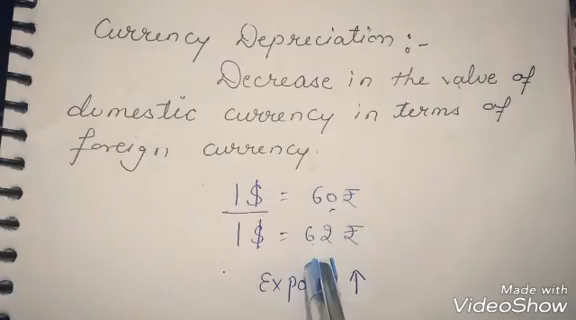 Currency Depreciation :-
Decrease in the value of
domestic currency in terms of
foreign currency.
1$ = 60₹
1$ = 62₹
↑
Made with
VideoShow